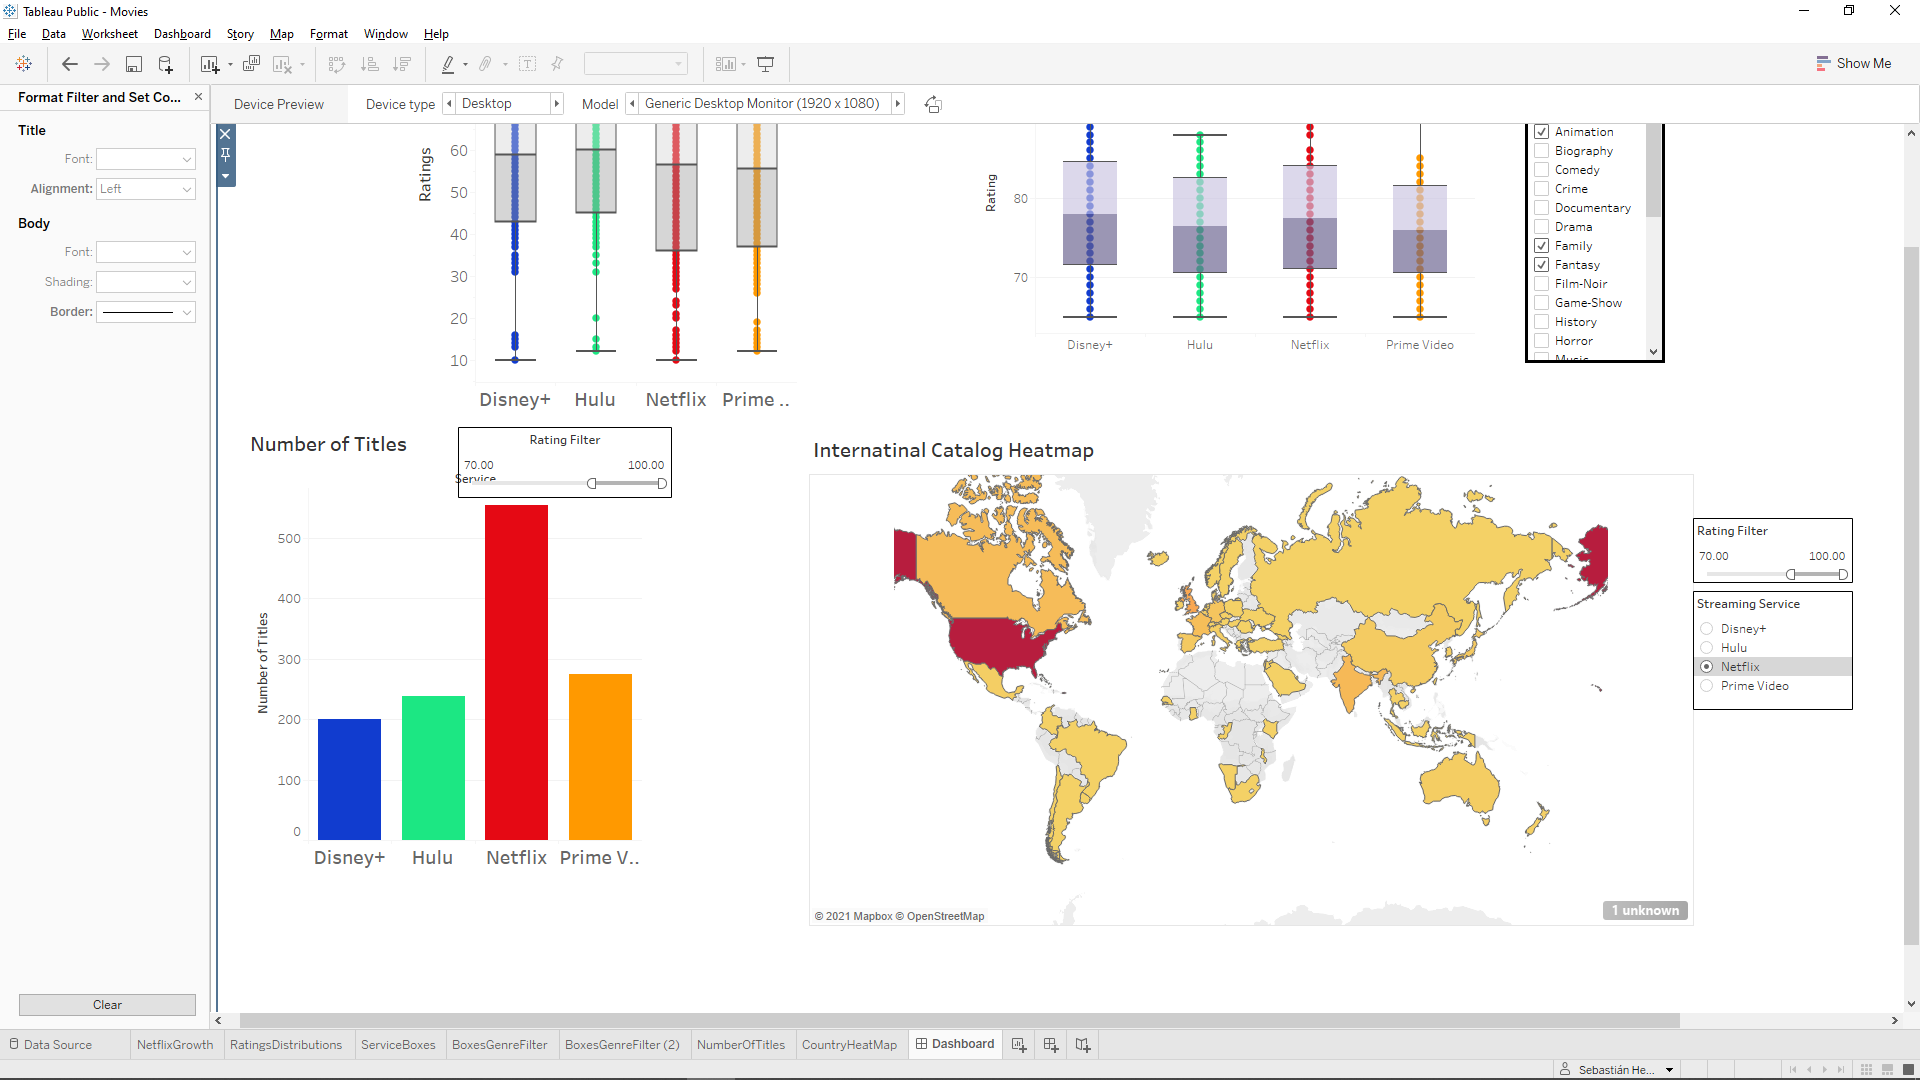 Tableau Public - Movies
File Data Worksheet Dashboard Story Map Format Window Help
Show Me
Format Filter and Set Co...
Device Preview
Device type
Desktop
Model
Generic Desktop Monitor (1920 x 1080)
Title
Font:
Alignment: Left
Body
Font:
Shading:
Border:
Clear
Ratings
60
50
40
30
20
10
Disney+ Hulu Netflix Prime ..
Rating
80
70
Disney+ Hulu Netflix Prime Video
Animation
Biography
Comedy
Crime
Documentary
Drama
Family
Fantasy
Film-Noir
Game-Show
History
Horror
Music
Number of Titles
Rating Filter
70.00 100.00
Service
Number of Titles
500
400
300
200
100
0
Disney+ Hulu Netflix Prime V..
Internatinal Catalog Heatmap
© 2021 Mapbox © OpenStreetMap
1 unknown
Rating Filter
70.00 100.00
Streaming Service
Disney+
Hulu
Netflix
Prime Video
Data Source NetflixGrowth RatingsDistributions ServiceBoxes BoxesGenreFilter BoxesGenreFilter (2) NumberOfTitles CountryHeatMap Dashboard
Sebastián He...